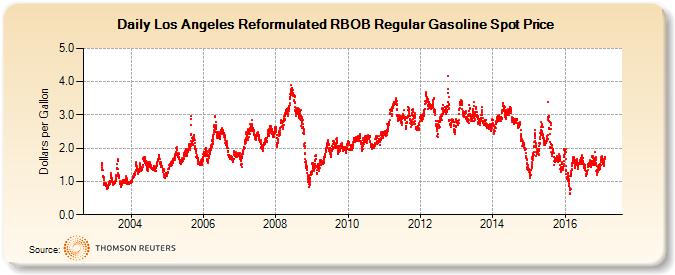 Daily Los Angeles Reformulated RBOB Regular Gasoline Spot Price
Dollars per Gallon
5.0
4.0
3.0
2.0
1.0
0.0
2004 2006 2008 2010 2012 2014 2016
Source: THOMSON REUTERS